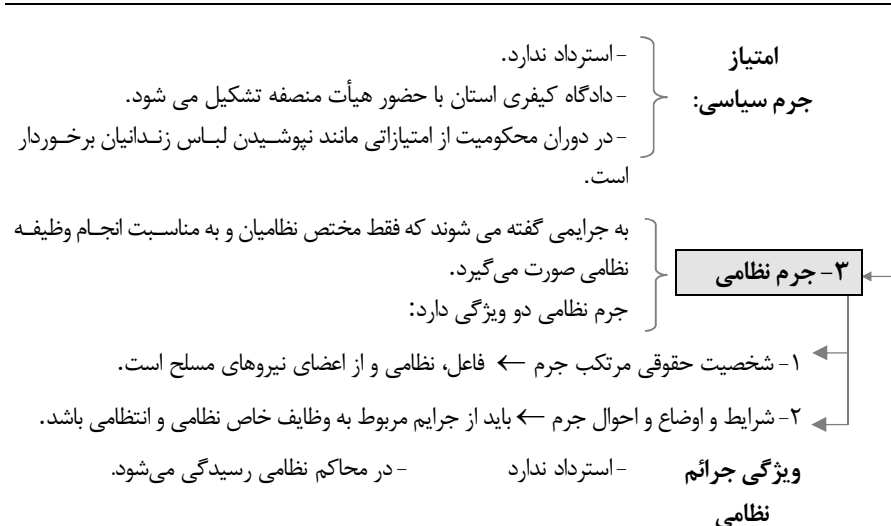 امتیاز
جرم سیاسی:
-استرداد ندارد.
-دادگاه کیفری استان با حضور هیأت منصفه تشکیل می شود.
-در دوران محکومیت از امتیازاتی مانند نپوشیدن لباس زندانیان برخوردار
است.
۳- جرم نظامی
به جرایمی گفته می شوند که فقط مختص نظامیان و به مناسبت انجام وظیفه
نظامی صورت می‌گیرد.
جرم نظامی دو ویژگی دارد:
۱- شخصیت حقوقی مرتکب جرم ← فاعل، نظامی و از اعضای نیروهای مسلح است.
۲- شرایط و اوضاع و احوال جرم ← باید از جرایم مربوط به وظایف خاص نظامی و انتظامی باشد.
ویژگی جرائم
نظامی
-استرداد ندارد -در محاکم نظامی رسیدگی می‌شود.